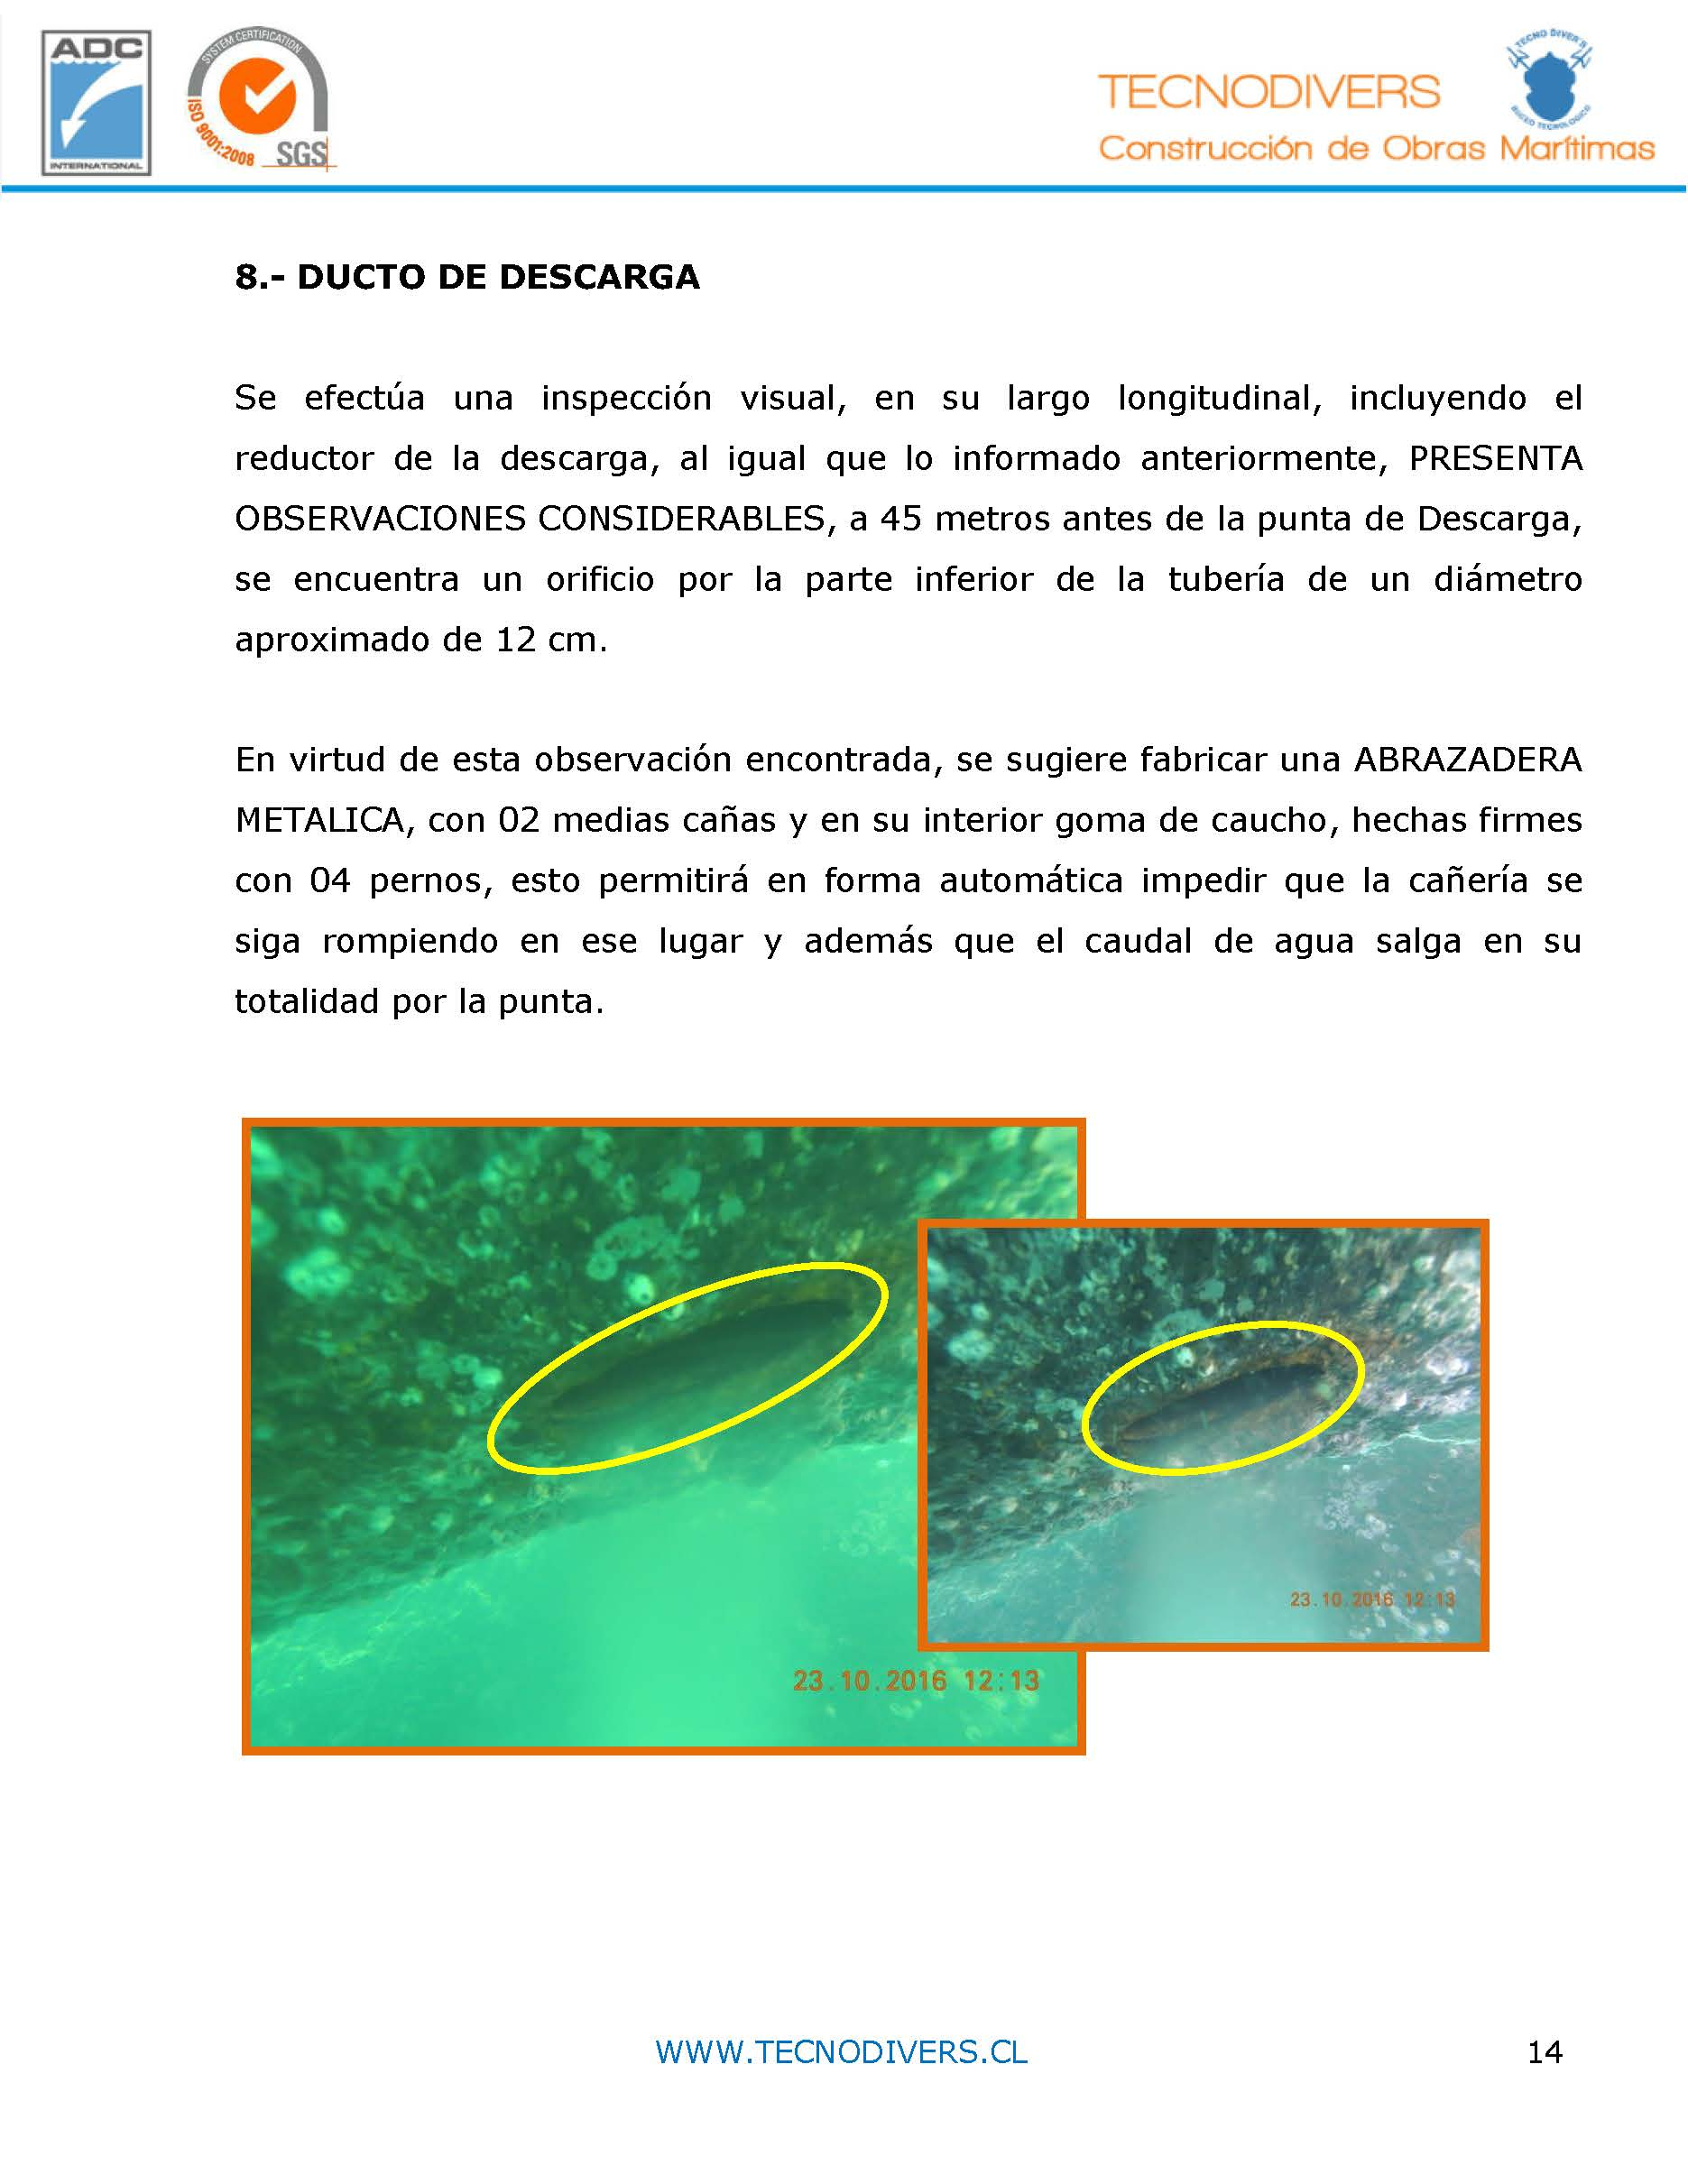 ADC
INTERNATIONAL
SYSTEM CERTIFICATION
ISO 9001:2008
SGS
TECNODIVERS
Construcción de Obras Marítimas
TECNO DIVER'S
BUCEO TECNOLOGICO
8.- DUCTO DE DESCARGA
Se efectúa una inspección visual, en su largo longitudinal, incluyendo el
reductor de la descarga, al igual que lo informado anteriormente, PRESENTA
OBSERVACIONES CONSIDERABLES, a 45 metros antes de la punta de Descarga,
se encuentra un orificio por la parte inferior de la tubería de un diámetro
aproximado de 12 cm.
En virtud de esta observación encontrada, se sugiere fabricar una ABRAZADERA
METALICA, con 02 medias cañas y en su interior goma de caucho, hechas firmes
con 04 pernos, esto permitirá en forma automática impedir que la cañería se
siga rompiendo en ese lugar y además que el caudal de agua salga en su
totalidad por la punta.
23.10.2016 12:13
23.10.2016 12:13
WWW.TECNODIVERS.CL
14